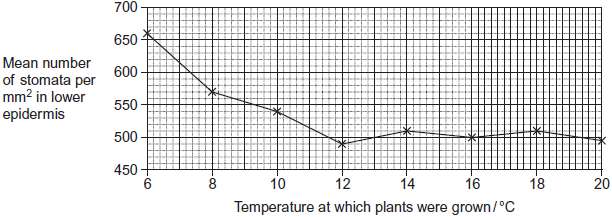 700
650
600
550
500
450
Mean number
of stomata per
mm² in lower
epidermis
6 8 10 12 14 16 18 20
Temperature at which plants were grown / °C